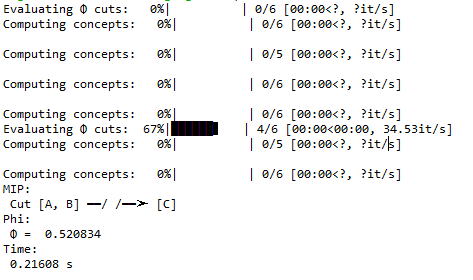 Evaluating Φ cuts:   0%|          | 0/6 [00:00<?, ?it/s]
Computing concepts:   0%|          | 0/6 [00:00<?, ?it/s]
Computing concepts:   0%|          | 0/5 [00:00<?, ?it/s]
Computing concepts:   0%|          | 0/6 [00:00<?, ?it/s]
Computing concepts:   0%|          | 0/6 [00:00<?, ?it/s]
Evaluating Φ cuts:  67%|██████▋   | 4/6 [00:00<00:00, 34.53it/s]
Computing concepts:   0%|          | 0/5 [00:00<?, ?it/s]
Computing concepts:   0%|          | 0/6 [00:00<?, ?it/s]
MIP:
Cut [A, B] ━━/ /━━➤ [C]
Phi:
Φ =  0.520834
Time:
0.21608 s